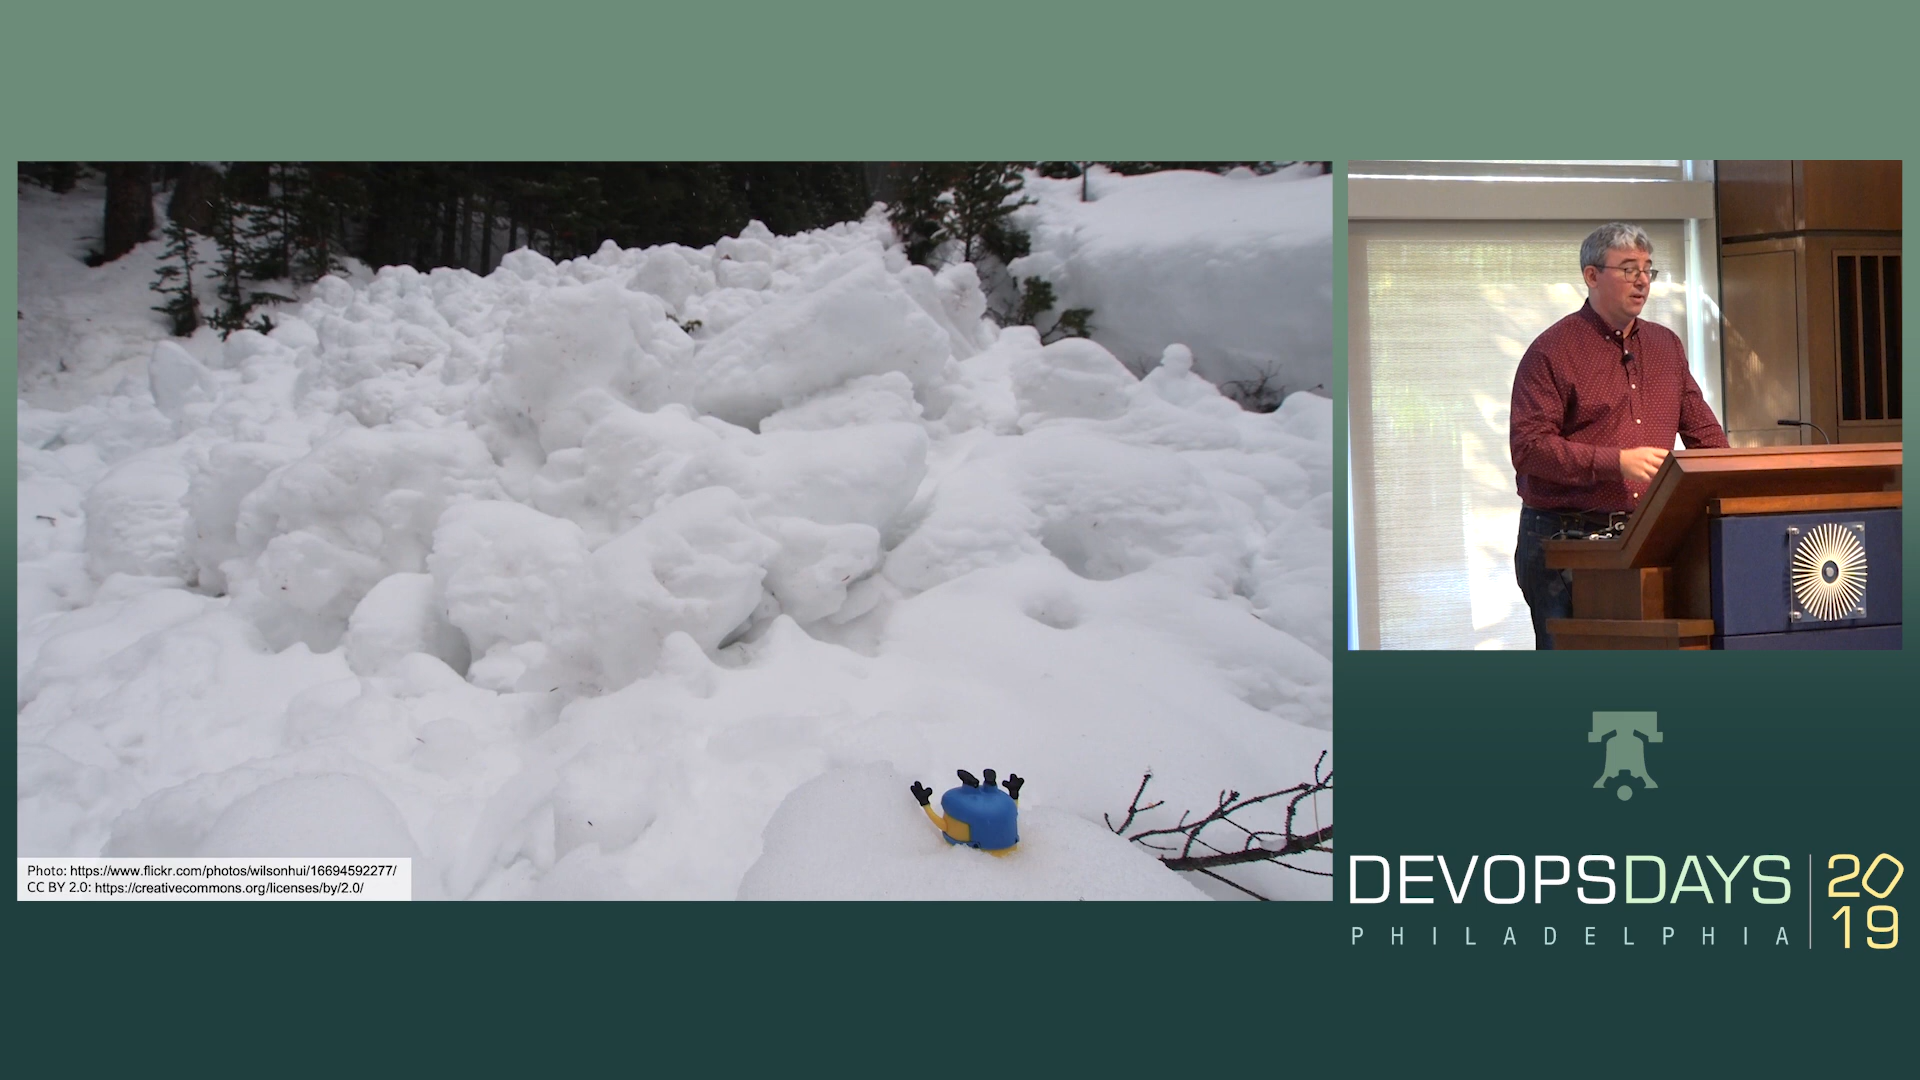 Photo: https://www.flickr.com/photos/wilsonhui/16694592277/
CC BY 2.0: https://creativecommons.org/licenses/by/2.0/
DEVOPSDAYS
PHILADELPHIA
20
19